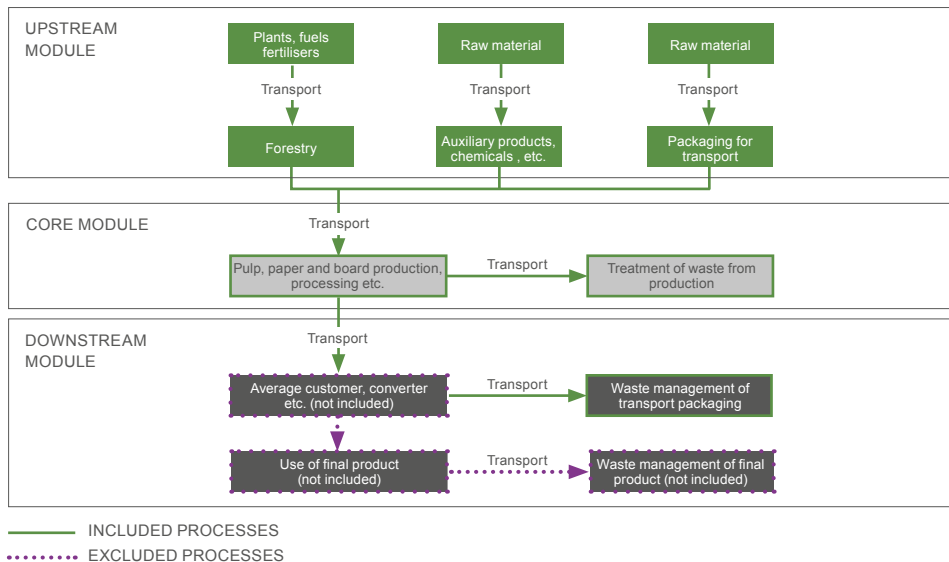 UPSTREAM
MODULE
Plants, fuels
fertilisers
Raw material
Raw material
Transport
Transport
Transport
Forestry
Auxiliary products,
chemicals , etc.
Packaging for
transport
CORE MODULE
Transport
Pulp, paper and board production,
processing etc.
Transport
Treatment of waste from
production
DOWNSTREAM
MODULE
Transport
Average customer, converter
etc. (not included)
Transport
Waste management of
transport packaging
Use of final product
(not included)
Transport
Waste management of final
product (not included)
INCLUDED PROCESSES
EXCLUDED PROCESSES